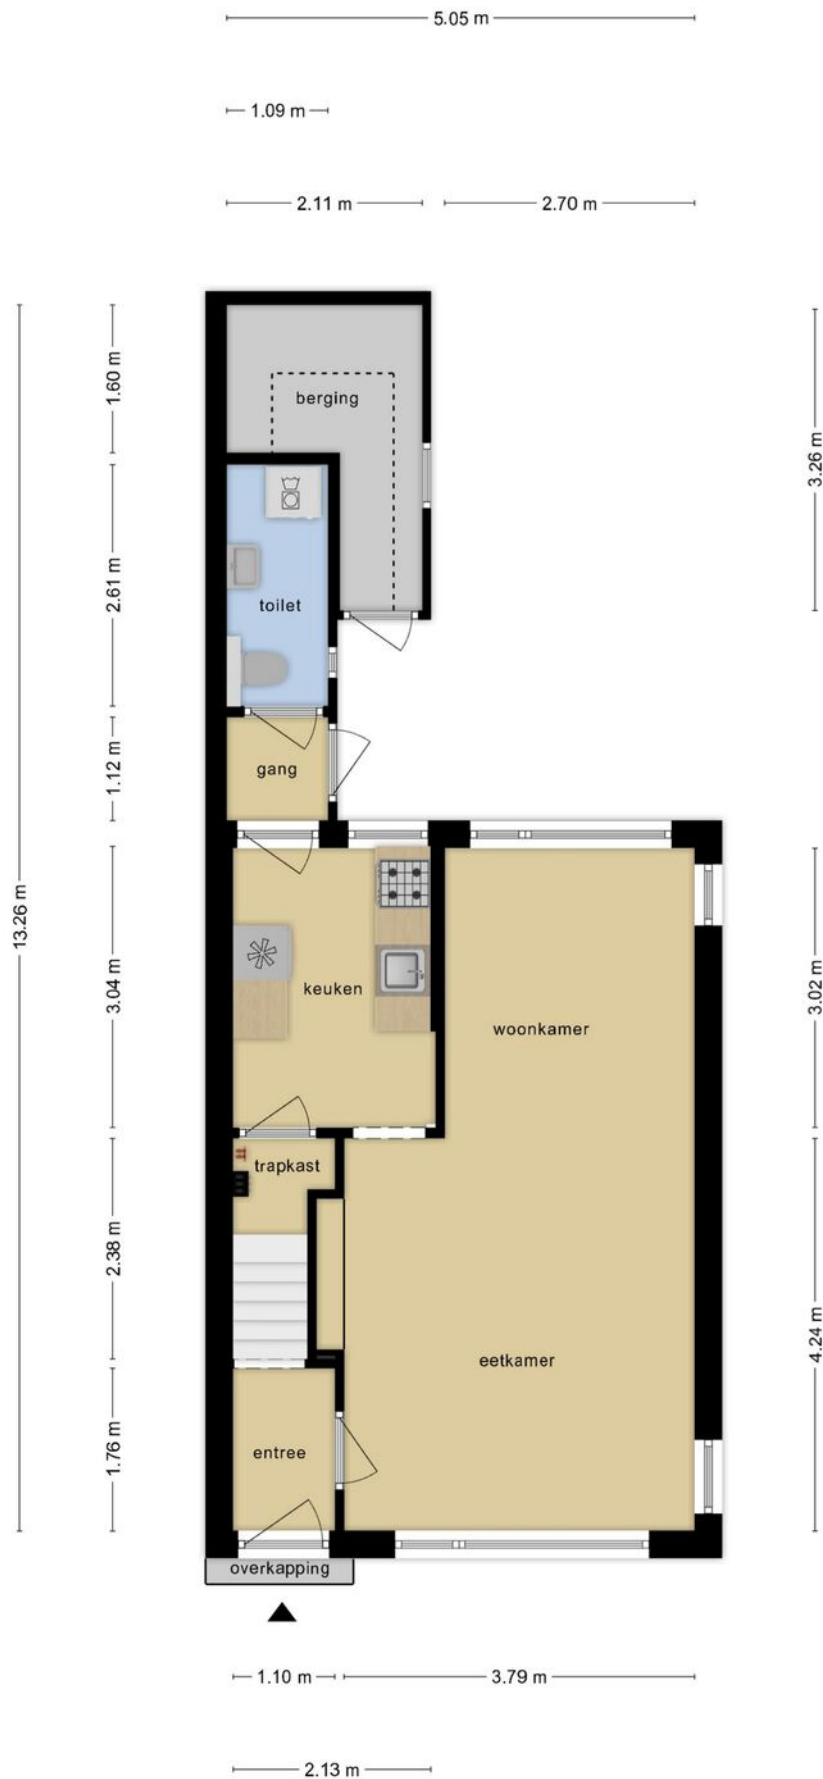 5.05 m
1.09 m
2.11 m
2.70 m
1.60 m
berging
3.26 m
2.61 m
toilet
1.12 m
gang
13.26 m
3.04 m
keuken
3.02 m
woonkamer
trapkast
2.38 m
4.24 m
eetkamer
1.76 m
entree
overkapping
1.10 m
3.79 m
2.13 m